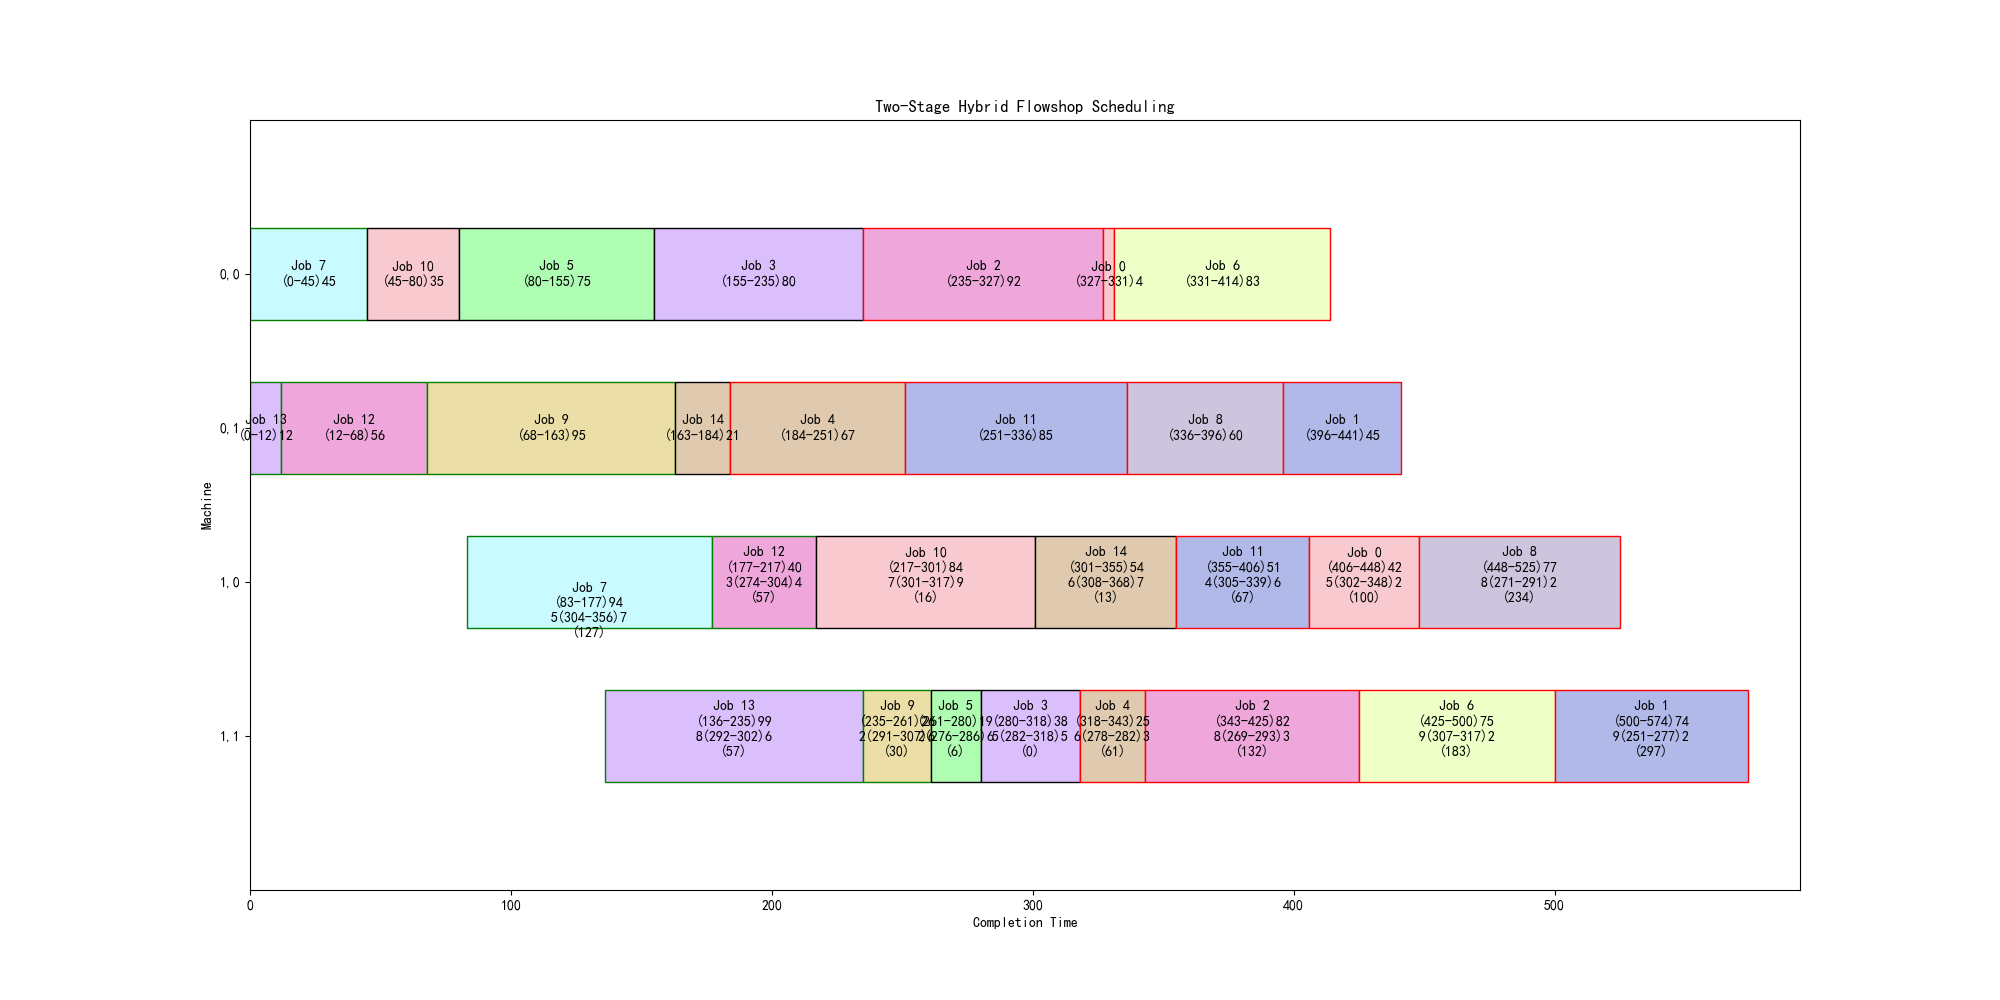 Two-Stage Hybrid Flowshop Scheduling
0,0
Job 7
(0-45)45
Job 10
(45-80)35
Job 5
(80-155)75
Job 3
(155-235)80
Job 2
(235-327)92
Job 0
(327-331)4
Job 6
(331-414)83
0,1
Job 13
(0-12)12
Job 12
(12-68)56
Job 9
(68-163)95
Job 14
(163-184)21
Job 4
(184-251)67
Job 11
(251-336)85
Job 8
(336-396)60
Job 1
(396-441)45
Machine
1,0
Job 7
(83-177)94
5(304-356)7
(127)
Job 12
(177-217)40
3(274-304)4
(57)
Job 10
(217-301)84
7(301-317)9
(16)
Job 14
(301-355)54
6(308-368)7
(13)
Job 11
(355-406)51
4(305-339)6
(67)
Job 0
(406-448)42
5(302-348)2
(100)
Job 8
(448-525)77
8(271-291)2
(234)
1,1
Job 13
(136-235)99
8(292-302)6
(57)
Job 9
(235-261)26
2(291-307)
(30)
Job 5
(261-280)19
(276-286)6
(6)
Job 3
(280-318)38
5(282-318)5
(0)
Job 4
(318-343)25
6(278-282)3
(61)
Job 2
(343-425)82
8(269-293)3
(132)
Job 6
(425-500)75
9(307-317)2
(183)
Job 1
(500-574)74
9(251-277)2
(297)
0
100
200
300
400
500
Completion Time